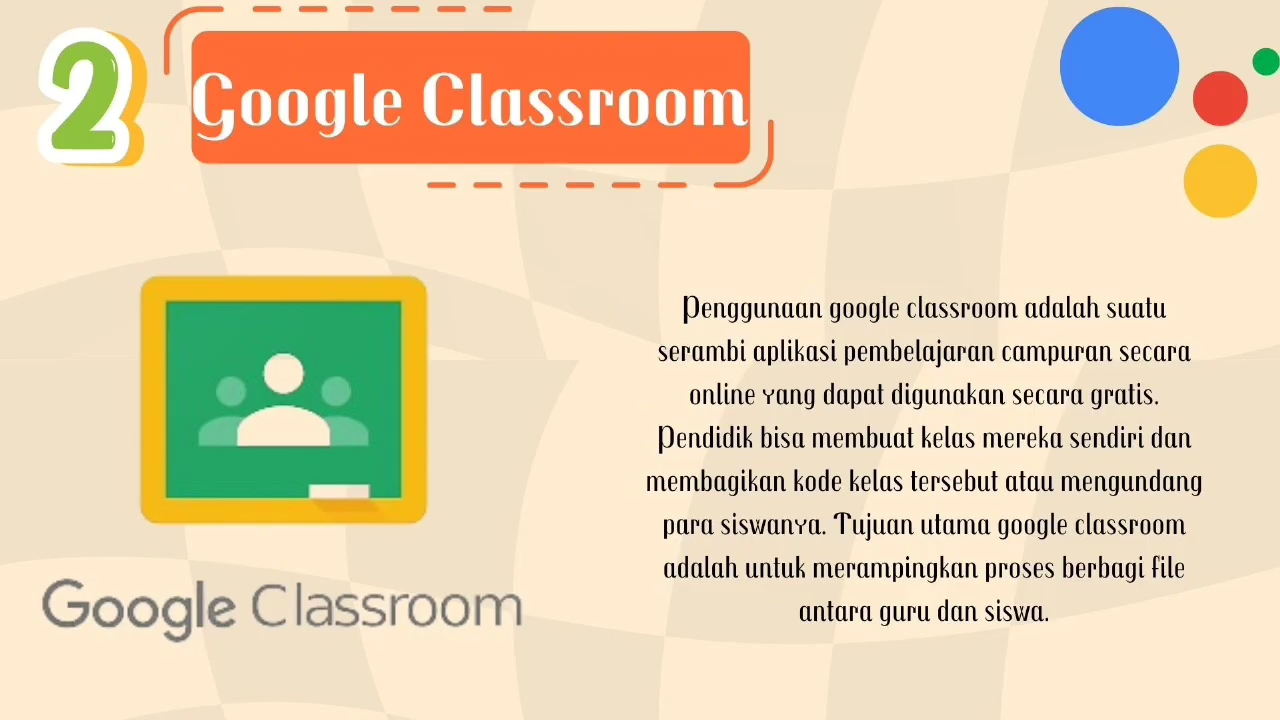 2
Google Classroom
Penggunaan google classroom adalah suatu
serambi aplikasi pembelajaran campuran secara
online yang dapat digunakan secara gratis.
Pendidik bisa membuat kelas mereka sendiri dan
membagikan kode kelas tersebut atau mengundang
para siswanya. Tujuan utama google classroom
adalah untuk merampingkan proses berbagi file
antara guru dan siswa.
Google Classroom